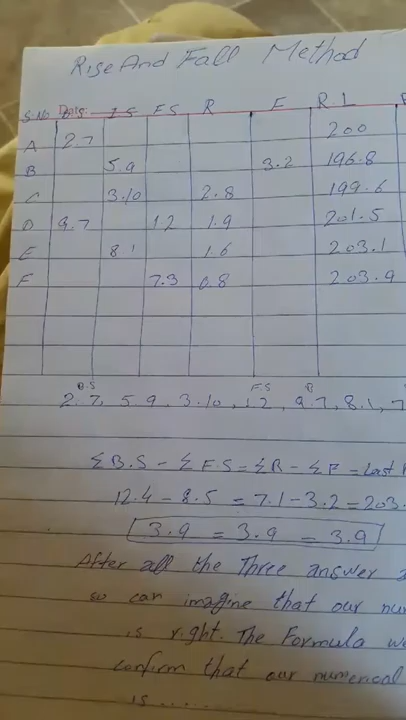 Rise And Fall Method
S.No B.S I.S F.S R F R.L
A 2.7 200
B 5.9 3.2 196.8
C 3.10 2.8 199.6
D 9.7 1.2 1.9 201.5
E 8.1 1.6 203.1
F 7.3 0.8 203.9
B.S F.S B
2.7, 5.9, 3.10, 1.2, 9.7, 8.1, 7
ΣB.S - ΣF.S = ΣR - ΣF = Last
12.4 - 8.5 = 7.1 - 3.2 = 203.
3.9 = 3.9 = 3.9
After all the Three answer
so can imagine that our nu
is right. The Formula w
confirm that our numerical
is ......